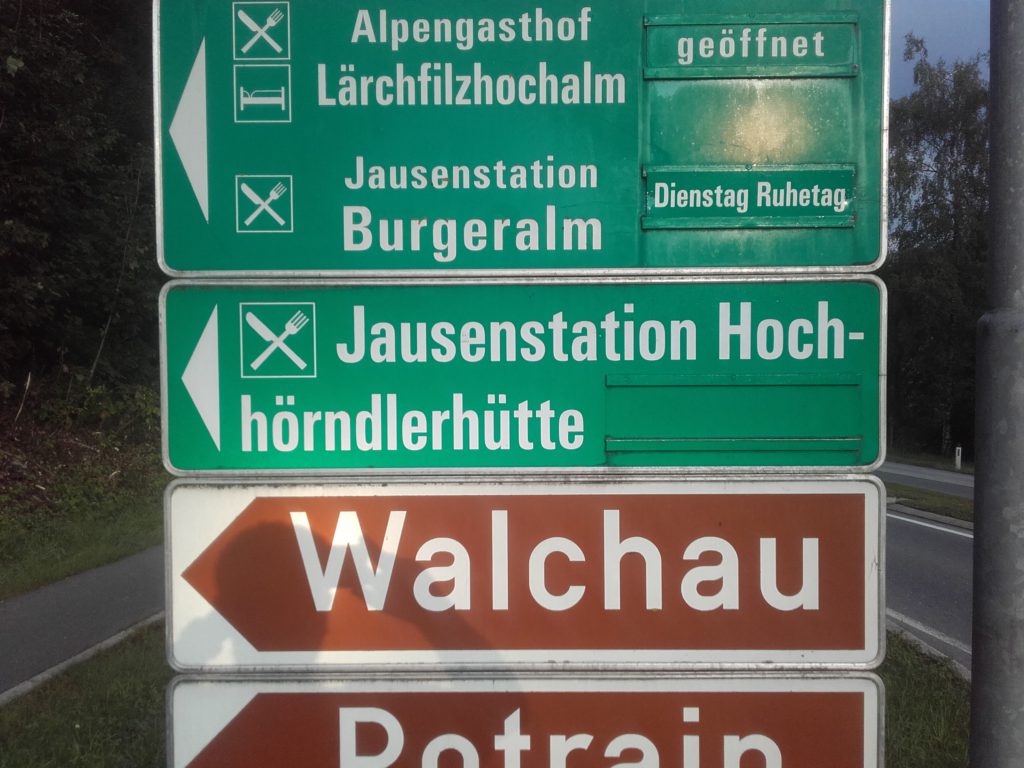 Alpengasthof
Lärchfilzhochalm
geöffnet
Jausenstation
Burgeralm
Dienstag Ruhetag
Jausenstation Hoch-
hörndlerhütte
Walchau